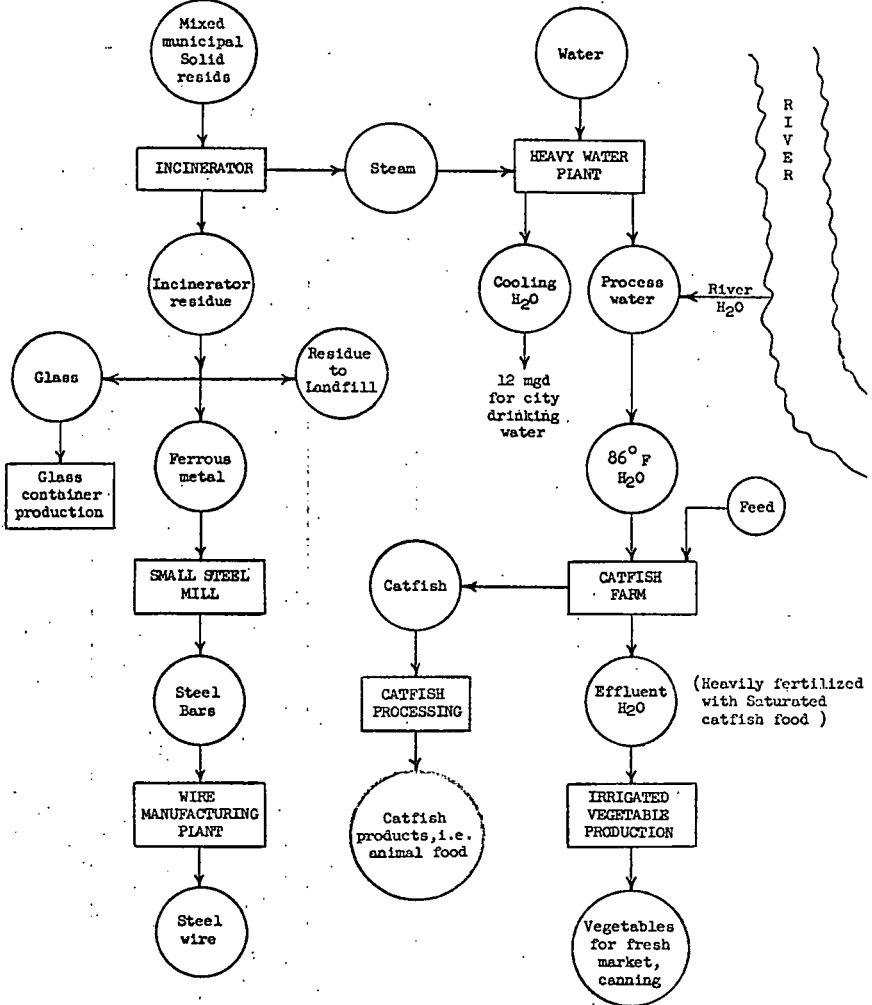 Mixed
municipal
Solid
resids
Water
R
I
V
E
R
INCINERATOR
Steam
HEAVY WATER
PLANT
Incinerator
residue
Cooling
H2O
Process
water
River
H2O
Glass
Residue
to
Landfill
12 mgd
for city
drinking
water
Glass
container
production
Ferrous
metal
86° F
H2O
Feed
SMALL STEEL
MILL
Catfish
CATFISH
FARM
Steel
Bars
CATFISH
PROCESSING
Effluent
H2O
(Heavily fertilized
with Saturated
catfish food )
WIRE
MANUFACTURING
PLANT
Catfish
products,i.e.
animal food
IRRIGATED
VEGETABLE
PRODUCTION
Steel
wire
Vegetables
for fresh
market,
canning